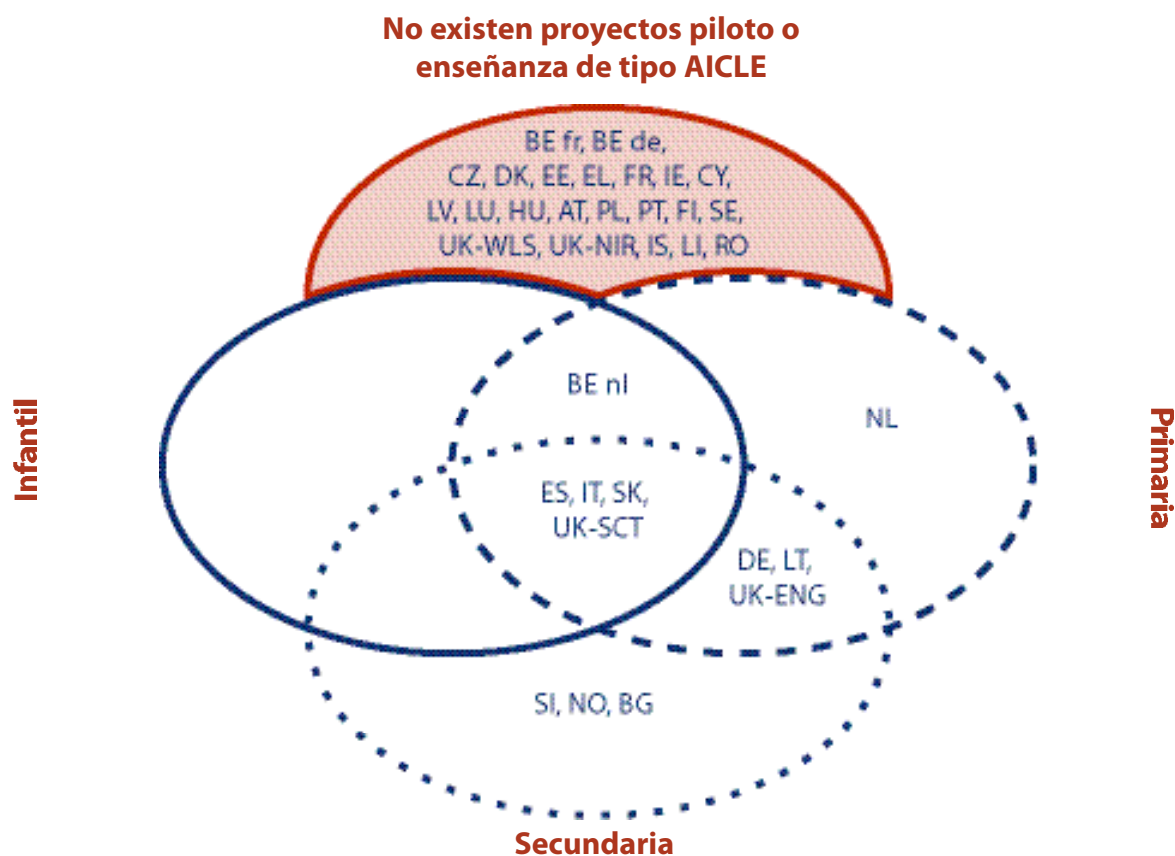 No existen proyectos piloto o
enseñanza de tipo AICLE
BE fr, BE de,
CZ, DK, EE, EL, FR, IE, CY,
LV, LU, HU, AT, PL, PT, FI, SE,
UK-WLS, UK-NIR, IS, LI, RO
BE nl
NL
Infantil
Primaria
ES, IT, SK,
UK-SCT
DE, LT,
UK-ENG
SI, NO, BG
Secundaria